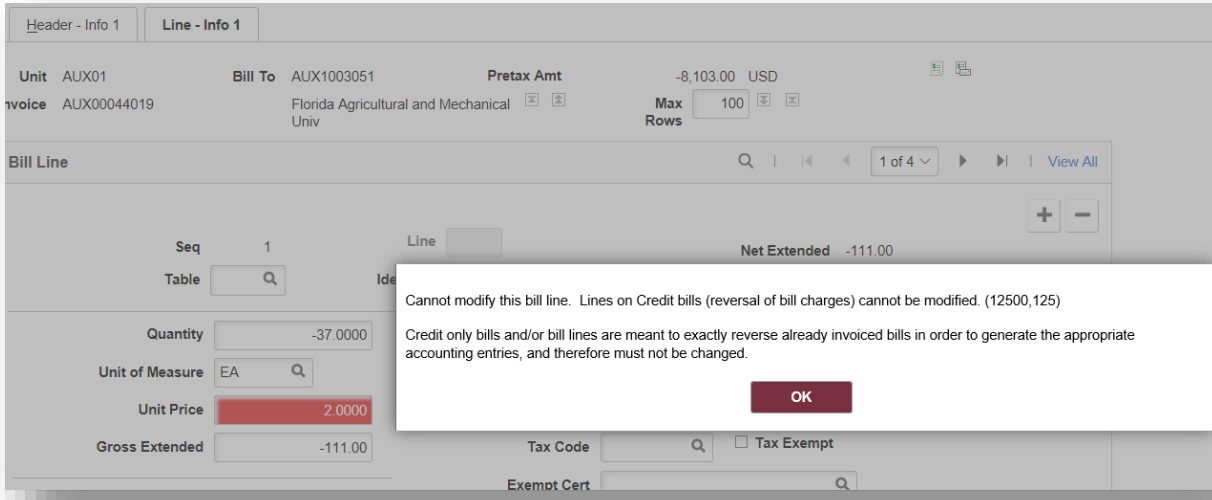 Header - Info 1 Line - Info 1
Unit AUX01 Bill To AUX1003051 Pretax Amt -8,103.00 USD
nvoice AUX00044019 Florida Agricultural and Mechanical Univ Max Rows 100
Bill Line 1 of 4 View All
Seq 1 Line Net Extended -111.00
Table Ide
Cannot modify this bill line. Lines on Credit bills (reversal of bill charges) cannot be modified. (12500,125)
Credit only bills and/or bill lines are meant to exactly reverse already invoiced bills in order to generate the appropriate
accounting entries, and therefore must not be changed.
OK
Quantity -37.0000
Unit of Measure EA
Unit Price 2.0000
Gross Extended -111.00
Tax Code Tax Exempt
Exempt Cert